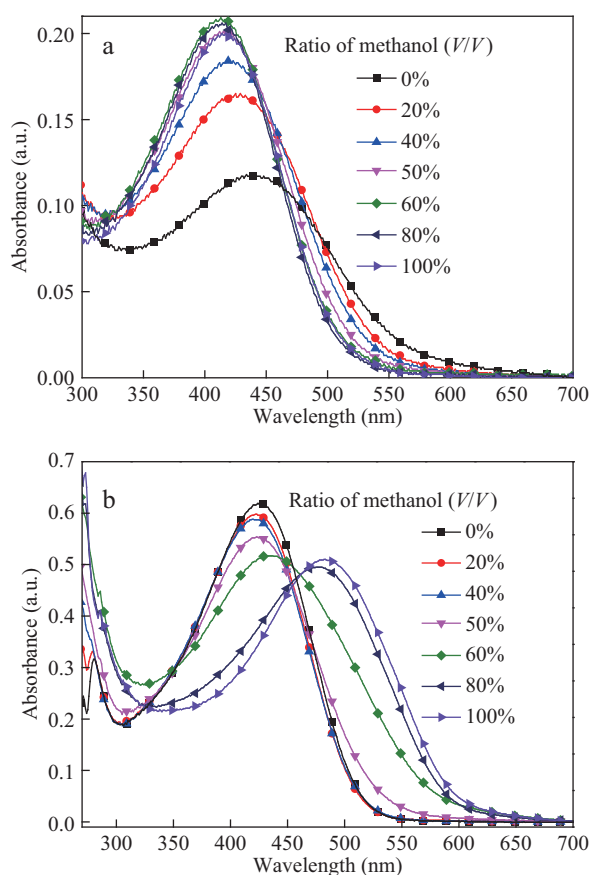 a
Ratio of methanol (V/V)
0%
20%
40%
50%
60%
80%
100%
Absorbance (a.u.)
0.20
0.15
0.10
0.05
0.00
300 350 400 450 500 550 600 650 700
Wavelength (nm)
b
Ratio of methanol (V/V)
0%
20%
40%
50%
60%
80%
100%
Absorbance (a.u.)
0.7
0.6
0.5
0.4
0.3
0.2
0.1
0.0
300 350 400 450 500 550 600 650 700
Wavelength (nm)